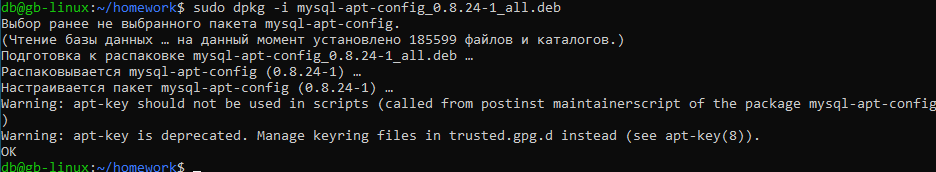 db@gb-linux:~/homework$ sudo dpkg -i mysql-apt-config_0.8.24-1_all.deb
Выбор ранее не выбранного пакета mysql-apt-config.
(Чтение базы данных … на данный момент установлено 185599 файлов и каталогов.)
Подготовка к распаковке mysql-apt-config_0.8.24-1_all.deb …
Распаковывается mysql-apt-config (0.8.24-1) …
Настраивается пакет mysql-apt-config (0.8.24-1) …
Warning: apt-key should not be used in scripts (called from postinst maintainerscript of the package mysql-apt-config
)
Warning: apt-key is deprecated. Manage keyring files in trusted.gpg.d instead (see apt-key(8)).
OK
db@gb-linux:~/homework$